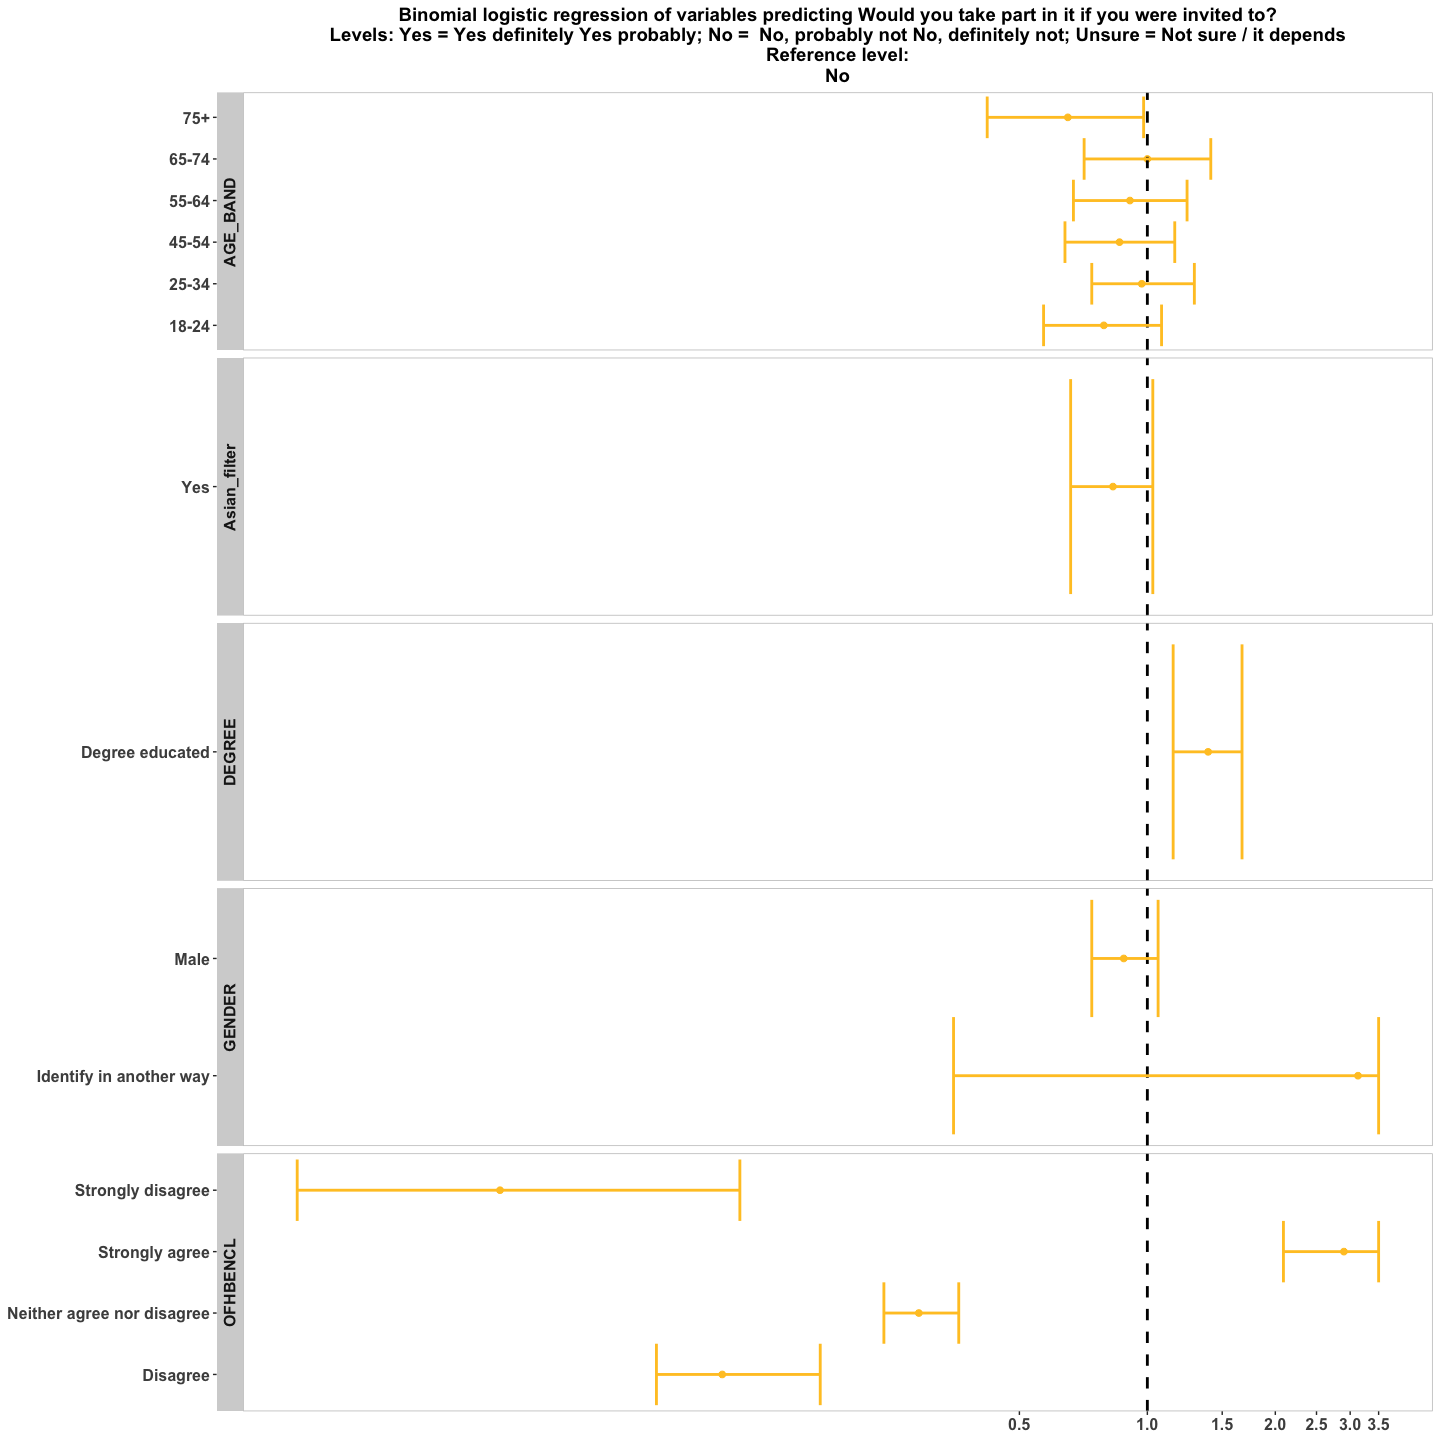 Binomial logistic regression of variables predicting Would you take part in it if you were invited to?
Levels: Yes = Yes definitely Yes probably; No =  No, probably not No, definitely not; Unsure = Not sure / it depends
Reference level:
No
AGE_BAND
75+
65-74
55-64
45-54
25-34
18-24
Asian_filter
Yes
DEGREE
Degree educated
GENDER
Male
Identify in another way
OFHBENCL
Strongly disagree
Strongly agree
Neither agree nor disagree
Disagree
0.5 1.0 1.5 2.0 2.5 3.0 3.5